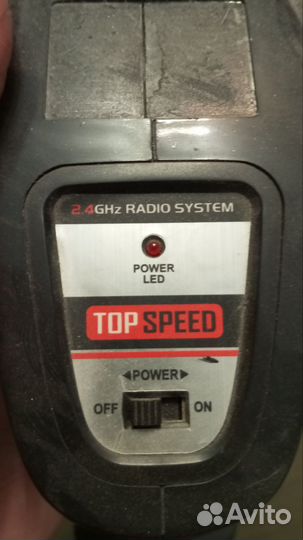 2.4GHz RADIO SYSTEM
POWER
LED
TOP SPEED
◄POWER►
OFF ON
Avito